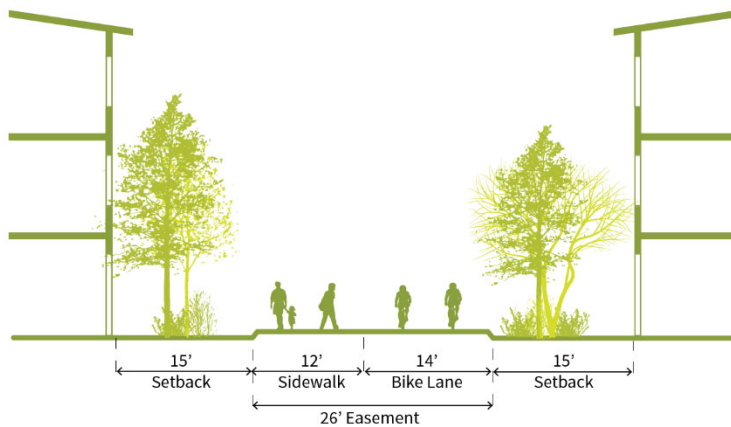 15’ 12’ 14’ 15’
Setback Sidewalk Bike Lane Setback
26’ Easement